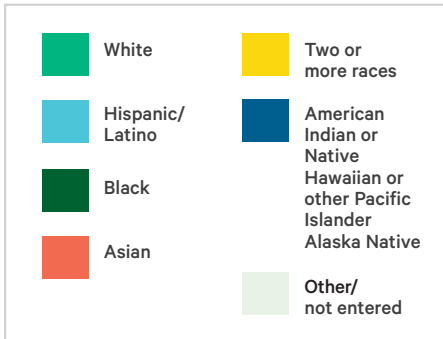 White
Hispanic/
Latino
Black
Asian
Two or
more races
American
Indian or
Native
Hawaiian or
other Pacific
Islander
Alaska Native
Other/
not entered